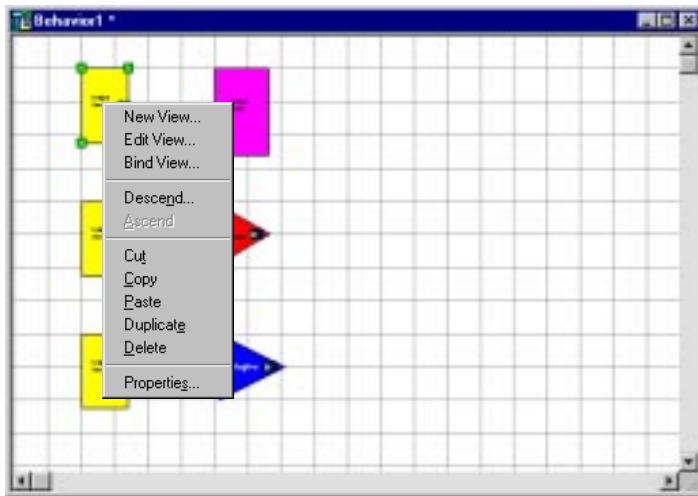 Behavior1 *
New View...
Edit View...
Bind View...
Descend...
Ascend
Cut
Copy
Paste
Duplicate
Delete
Properties...